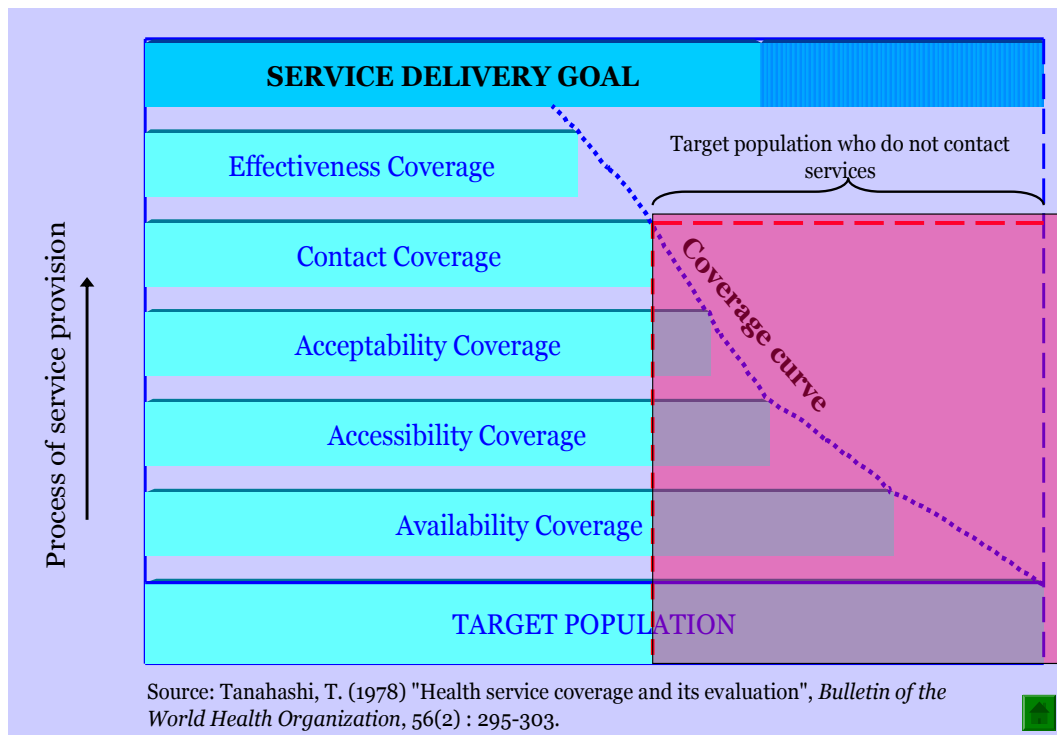 SERVICE DELIVERY GOAL
Target population who do not contact
services
Effectiveness Coverage
Contact Coverage
Coverage curve
Acceptability Coverage
Accessibility Coverage
Availability Coverage
TARGET POPULATION
Process of service provision
Source: Tanahashi, T. (1978) "Health service coverage and its evaluation", Bulletin of the
World Health Organization, 56(2) : 295-303.